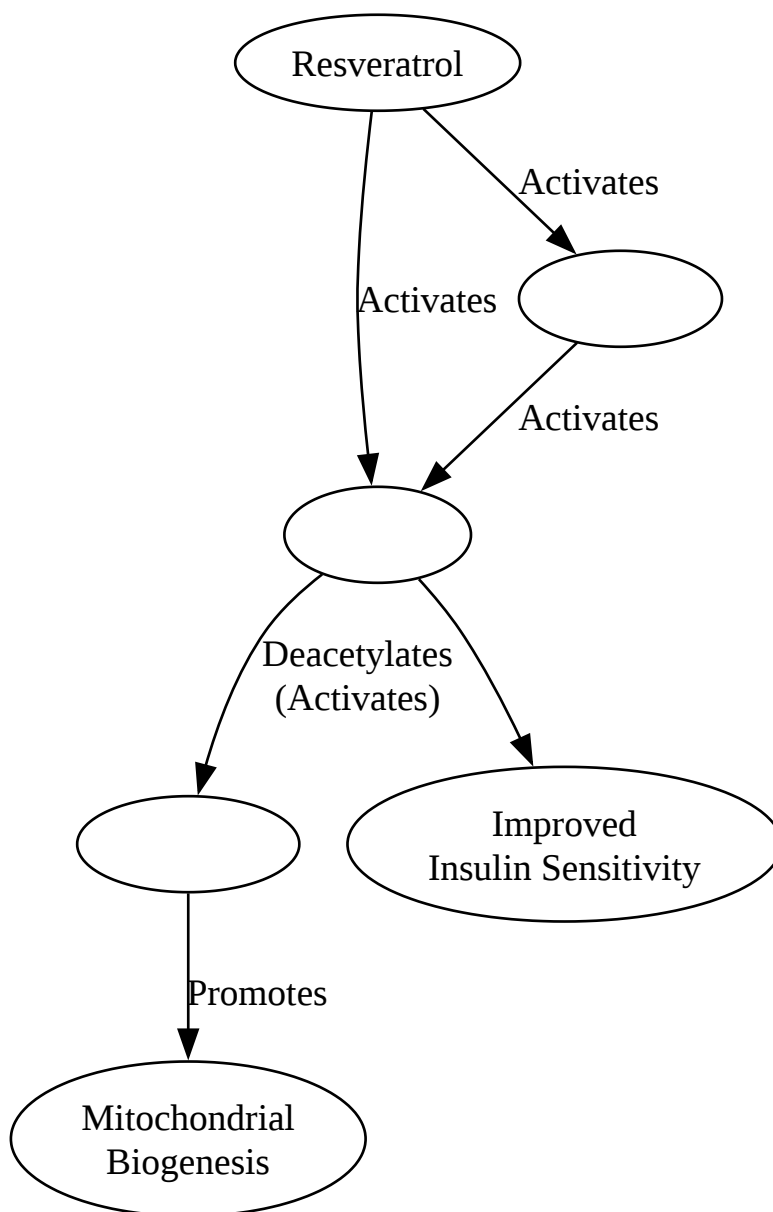 Resveratrol
Activates
Activates
Activates
Deacetylates
(Activates)
Improved
Insulin Sensitivity
Promotes
Mitochondrial
Biogenesis